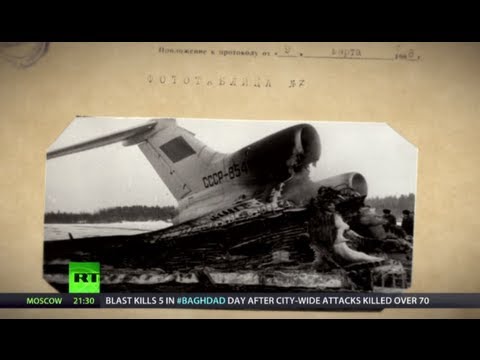 Приложение к протоколу от марта
ФОТОТАБЛИЦА
СССР-854
RT
MOSCOW 21:30 BLAST KILLS 5 IN #BAGHDAD DAY AFTER CITY-WIDE ATTACKS KILLED OVER 70